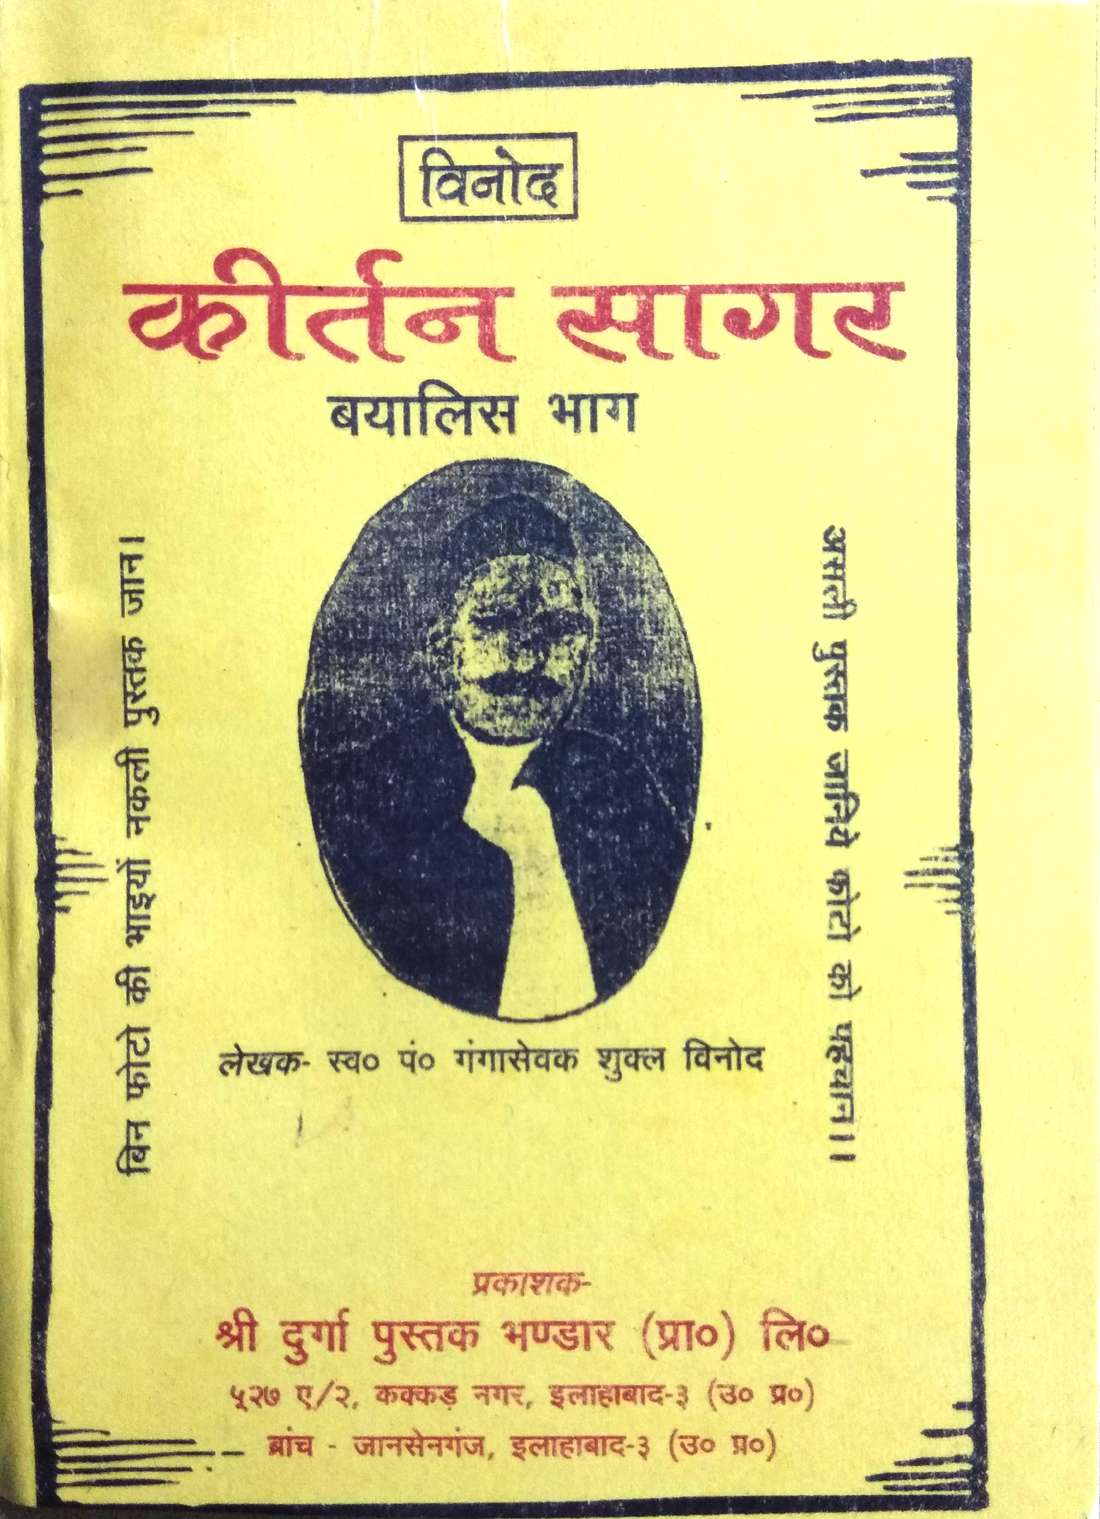 विनोद
कीर्तन सागर
बयालिस भाग
बिन फोटो की भाइयों नकली पुस्तक जान।
असली पुस्तक जानिये फोटो को पहचान।।
लेखक- स्व० पं० गंगासेवक शुक्ल विनोद
प्रकाशक-
श्री दुर्गा पुस्तक भण्डार (प्रा०) लि०
५२७ ए/२, कक्कड़ नगर, इलाहाबाद-३ (उ० प्र०)
ब्रांच - जानसेनगंज, इलाहाबाद-३ (उ० प्र०)